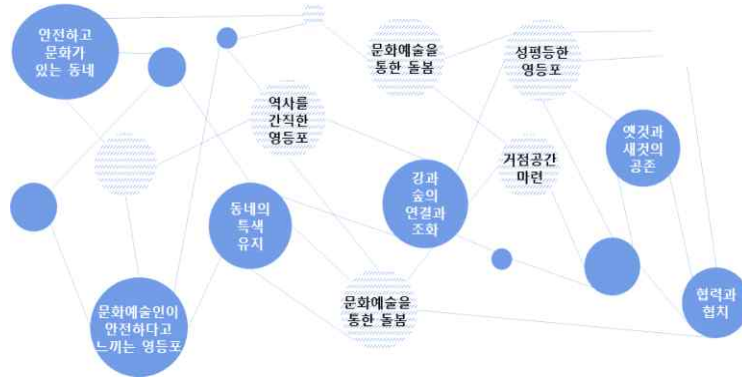 안전하고
문화가
있는 동네
문화예술을
통한 돌봄
성평등한
영등포
역사를
간직한
영등포
옛것과
새것의
공존
거점공간
마련
강과
숲의
연결과
조화
동네의
특색
유지
문화예술인이
안전하다고
느끼는 영등포
문화예술을
통한 돌봄
협력과
협치